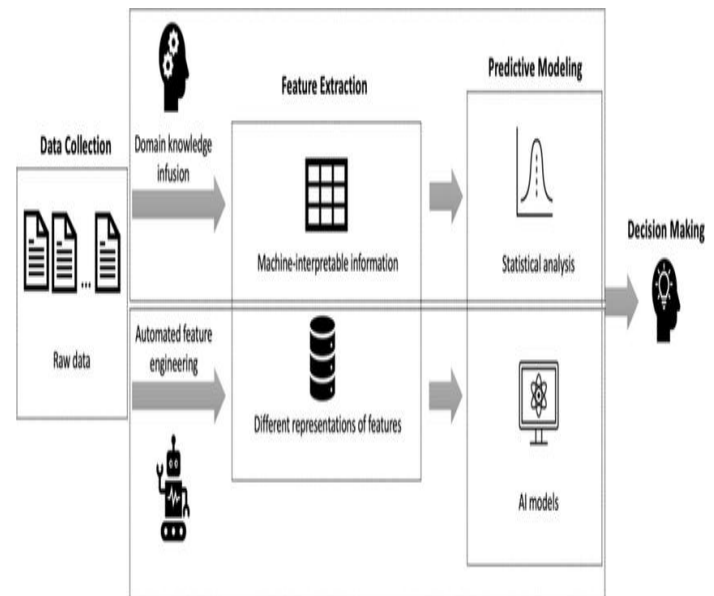 Data Collection
Raw data
Domain knowledge
infusion
Automated feature
engineering
Feature Extraction
Machine-interpretable information
Different representations of features
Predictive Modeling
Statistical analysis
AI models
Decision Making